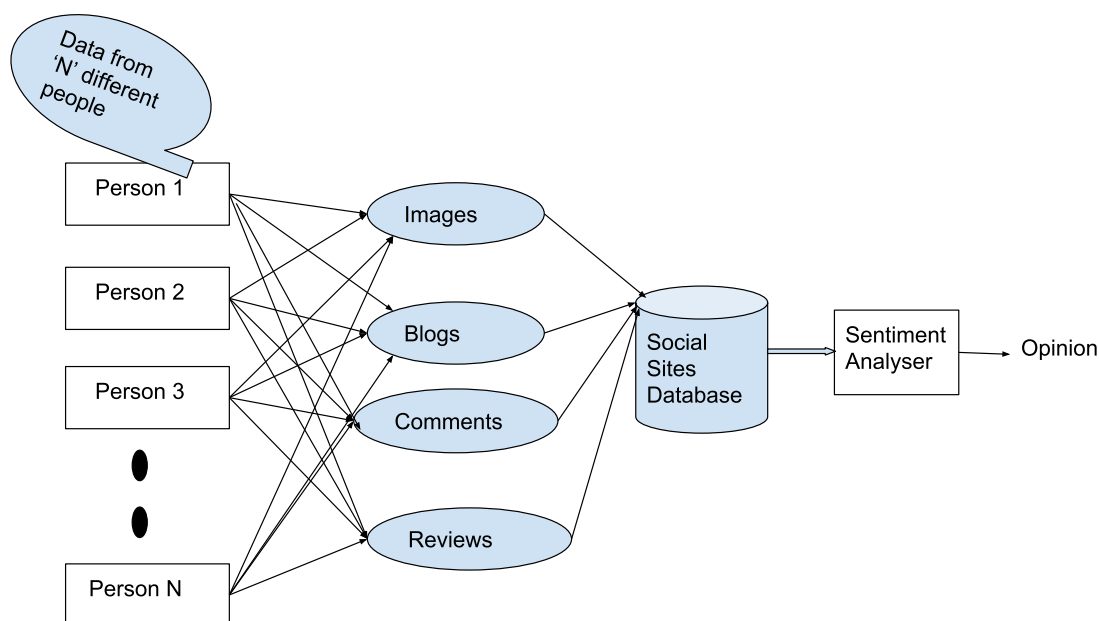 Data from
‘N’ different
people
Person 1
Images
Person 2
Blogs
Social
Sites
Database
Sentiment
Analyser
Opinion
Person 3
Comments
Reviews
Person N